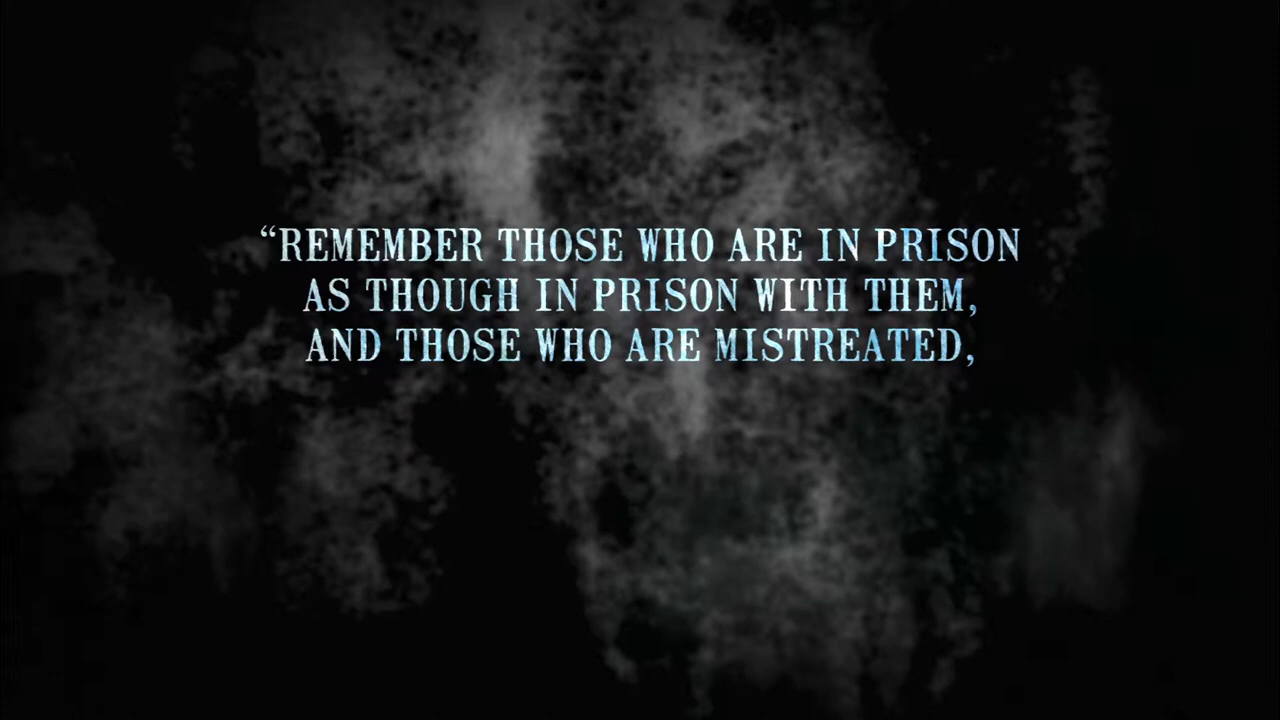 “REMEMBER THOSE WHO ARE IN PRISON
AS THOUGH IN PRISON WITH THEM,
AND THOSE WHO ARE MISTREATED,